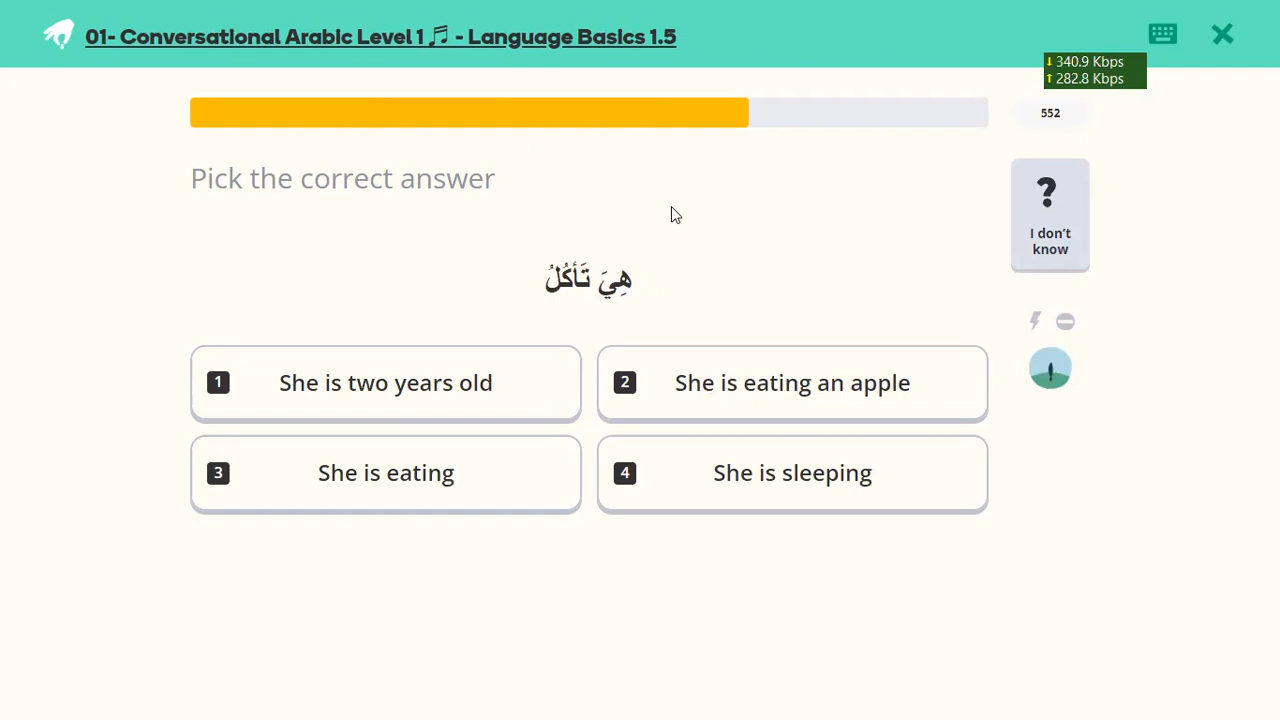 01- Conversational Arabic Level 1 🎵 - Language Basics 1.5
↓ 340.9 Kbps
↑ 282.8 Kbps
552
Pick the correct answer
?
I don't
know
هِيَ تَأكُلُ
1 She is two years old
2 She is eating an apple
3 She is eating
4 She is sleeping